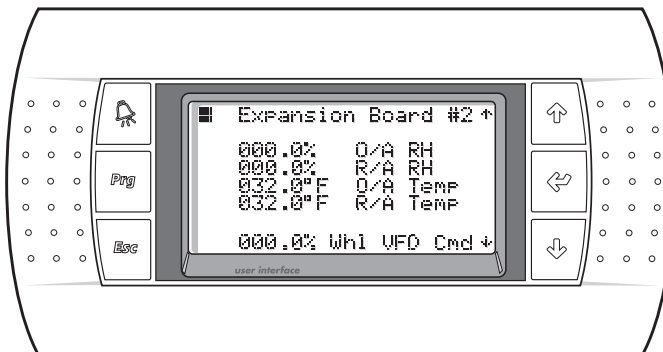 Expansion Board #2
000.0% O/A RH
000.0% R/A RH
032.0°F O/A Temp
032.0°F R/A Temp
000.0% Whl VFD Cmd
Prg
Esc
user interface